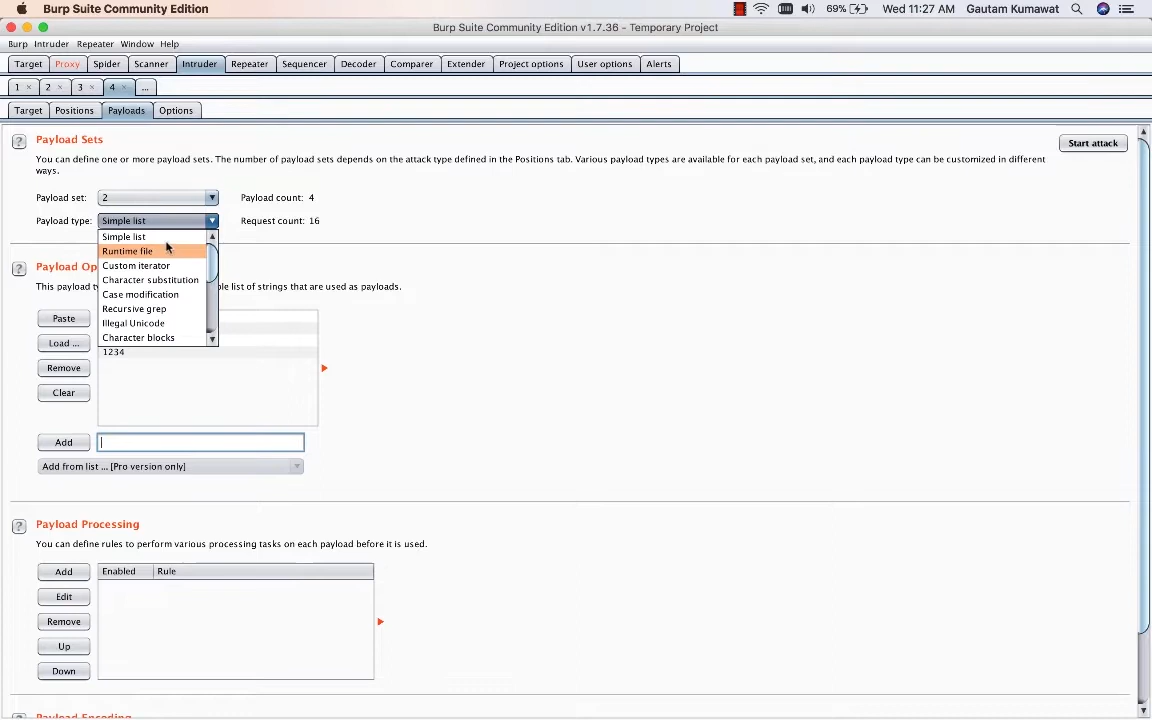 Burp Suite Community Edition
69%
Wed 11:27 AM
Gautam Kumawat
Burp Suite Community Edition v1.7.36 - Temporary Project
Burp Intruder Repeater Window Help
Target Proxy Spider Scanner Intruder Repeater Sequencer Decoder Comparer Extender Project options User options Alerts
1 × 2 × 3 × 4 × ...
Target Positions Payloads Options
? Payload Sets
Start attack
You can define one or more payload sets. The number of payload sets depends on the attack type defined in the Positions tab. Various payload types are available for each payload set, and each payload type can be customized in different
ways.
Payload set: 2 Payload count: 4
Payload type: Simple list Request count: 16
Simple list
Runtime file
Custom iterator
Character substitution
Case modification
Recursive grep
Illegal Unicode
Character blocks
? Payload Op
This payload t
le list of strings that are used as payloads.
Paste
Load ...
1234
Remove
Clear
Add
Add from list ... [Pro version only]
? Payload Processing
You can define rules to perform various processing tasks on each payload before it is used.
Add Enabled Rule
Edit
Remove
Up
Down
? Payload Encoding